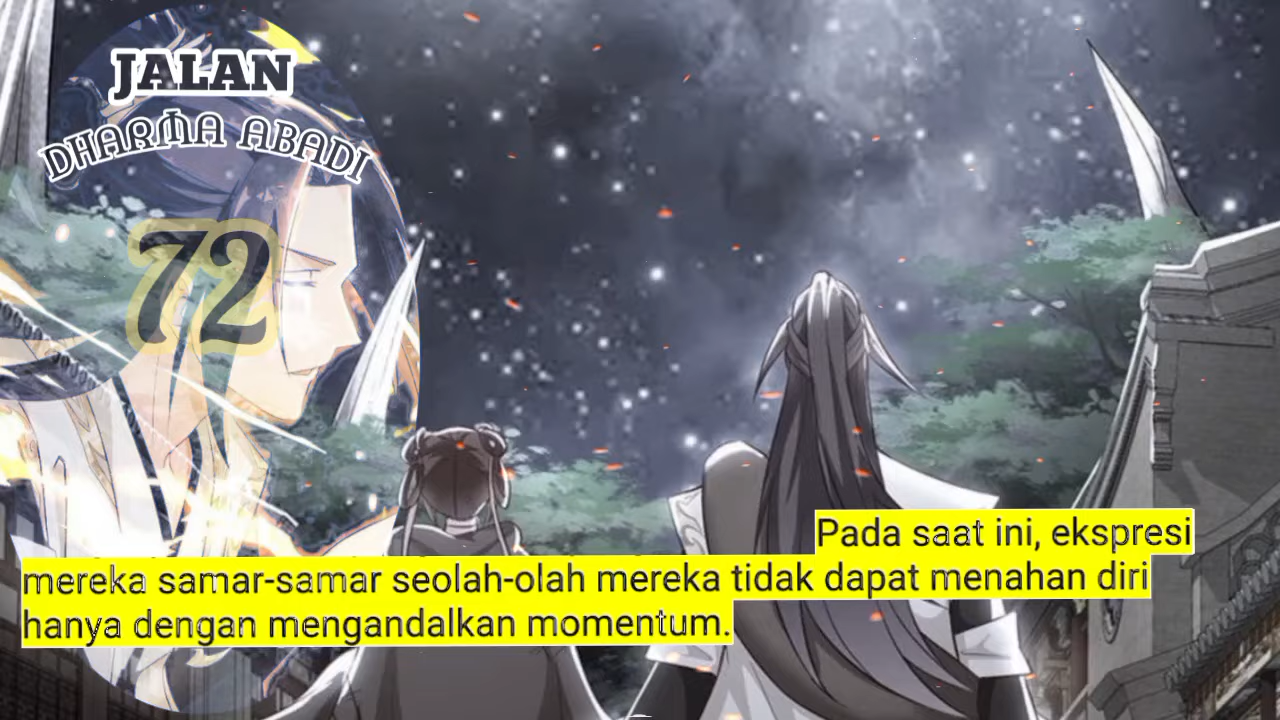 JALAN
DHARMA ABADI
72
Pada saat ini, ekspresi
mereka samar-samar seolah-olah mereka tidak dapat menahan diri
hanya dengan mengandalkan momentum.